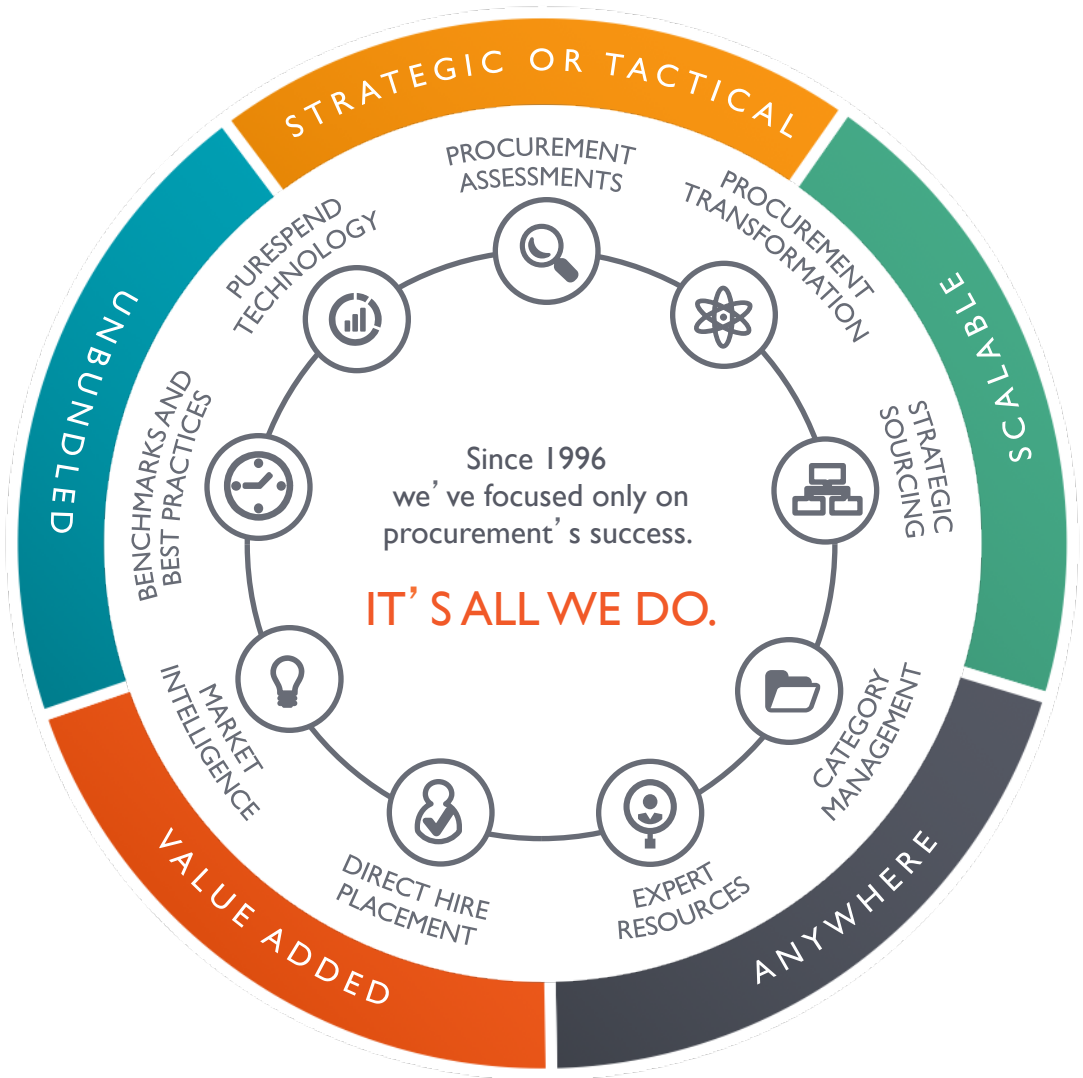 STRATEGIC OR TACTICAL
SCALABLE
ANYWHERE
VALUE ADDED
UNBUNDLED
PROCUREMENT
ASSESSMENTS
PROCUREMENT
TRANSFORMATION
STRATEGIC
SOURCING
CATEGORY
MANAGEMENT
EXPERT
RESOURCES
DIRECT HIRE
PLACEMENT
MARKET
INTELLIGENCE
BENCHMARKS AND
BEST PRACTICES
PURESPEND
TECHNOLOGY
Since 1996
we’ve focused only on
procurement’s success.
IT’S ALL WE DO.